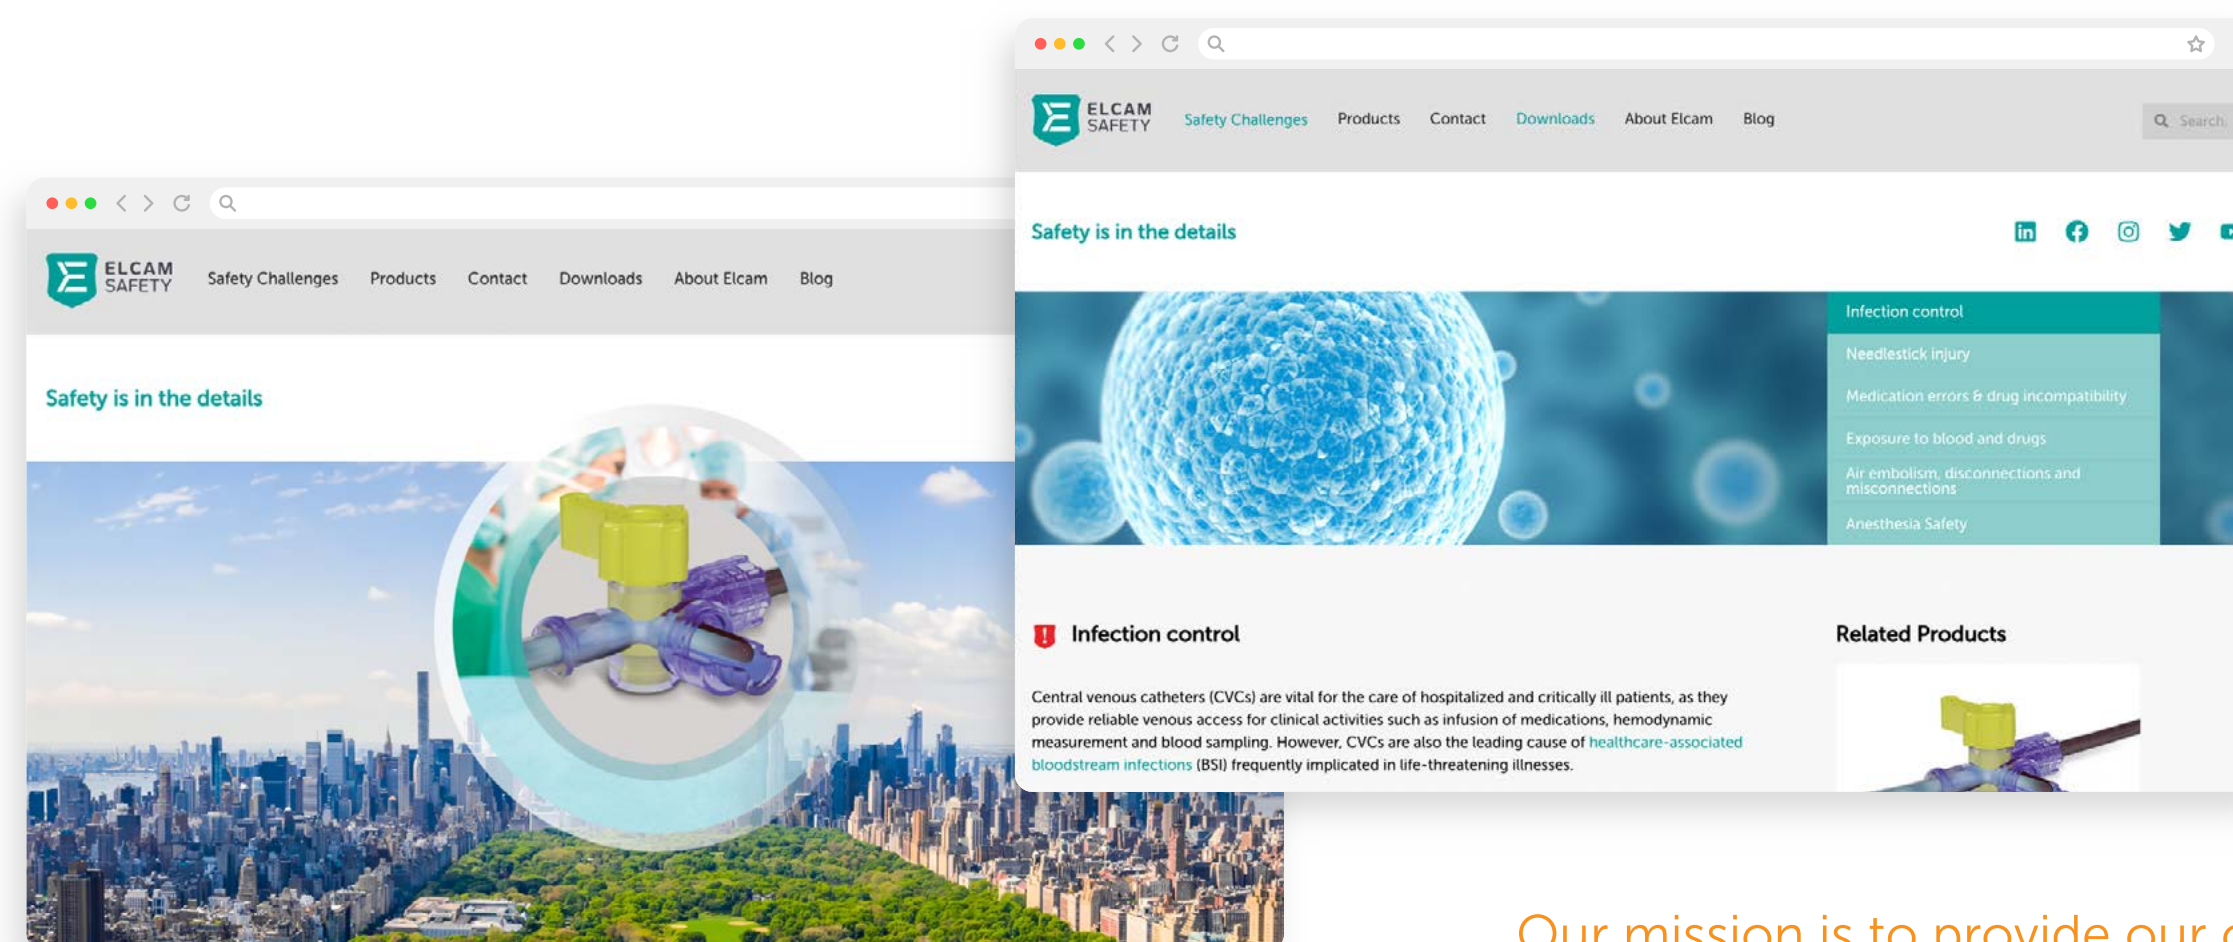 ELCAM
SAFETY
Safety Challenges
Products
Contact
Downloads
About Elcam
Blog
Safety is in the details
ELCAM
SAFETY
Safety Challenges
Products
Contact
Downloads
About Elcam
Blog
Search
Safety is in the details
Infection control
Needlestick injury
Medication errors & drug incompatibility
Exposure to blood and drugs
Air embolism, disconnections and
misconnections
Anesthesia Safety
Infection control
Central venous catheters (CVCs) are vital for the care of hospitalized and critically ill patients, as they
provide reliable venous access for clinical activities such as infusion of medications, hemodynamic
measurement and blood sampling. However, CVCs are also the leading cause of healthcare-associated
bloodstream infections (BSI) frequently implicated in life-threatening illnesses.
Related Products
Our mission is to provide our